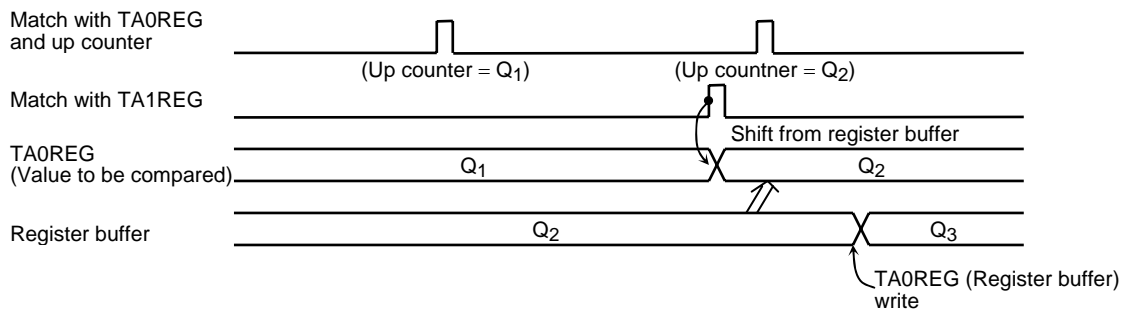 Match with TA0REG
and up counter
(Up counter = Q1)
(Up countner = Q2)
Match with TA1REG
Shift from register buffer
TA0REG
(Value to be compared)
Q1
Q2
Register buffer
Q2
Q3
TA0REG (Register buffer)
write